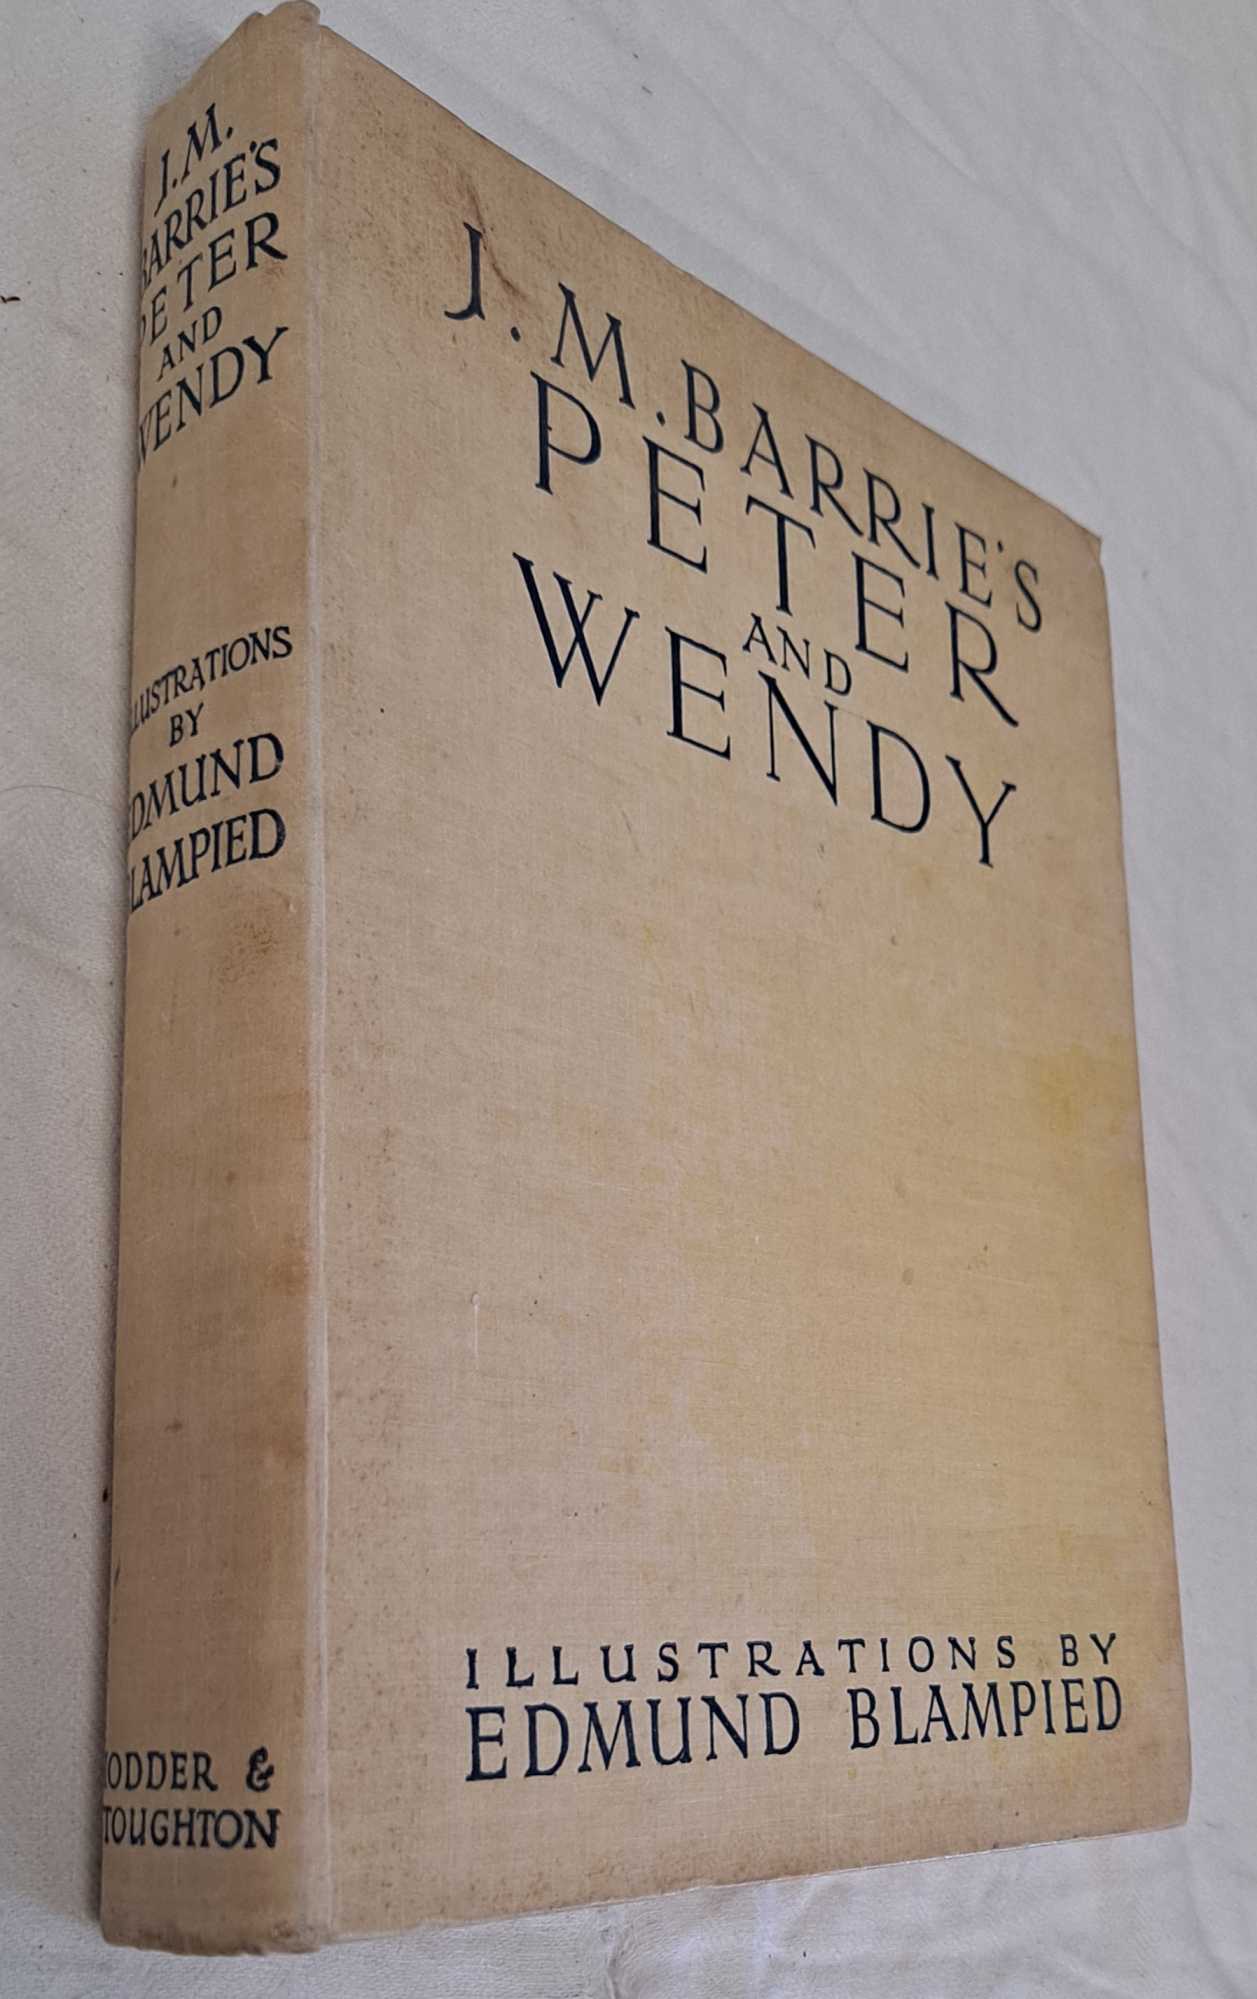 J.M.
BARRIE'S
PETER
AND
WENDY
ILLUSTRATIONS
BY
EDMUND
BLAMPIED
HODDER &
STOUGHTON
J.M.BARRIE'S
PETER
AND
WENDY
ILLUSTRATIONS BY
EDMUND BLAMPIED